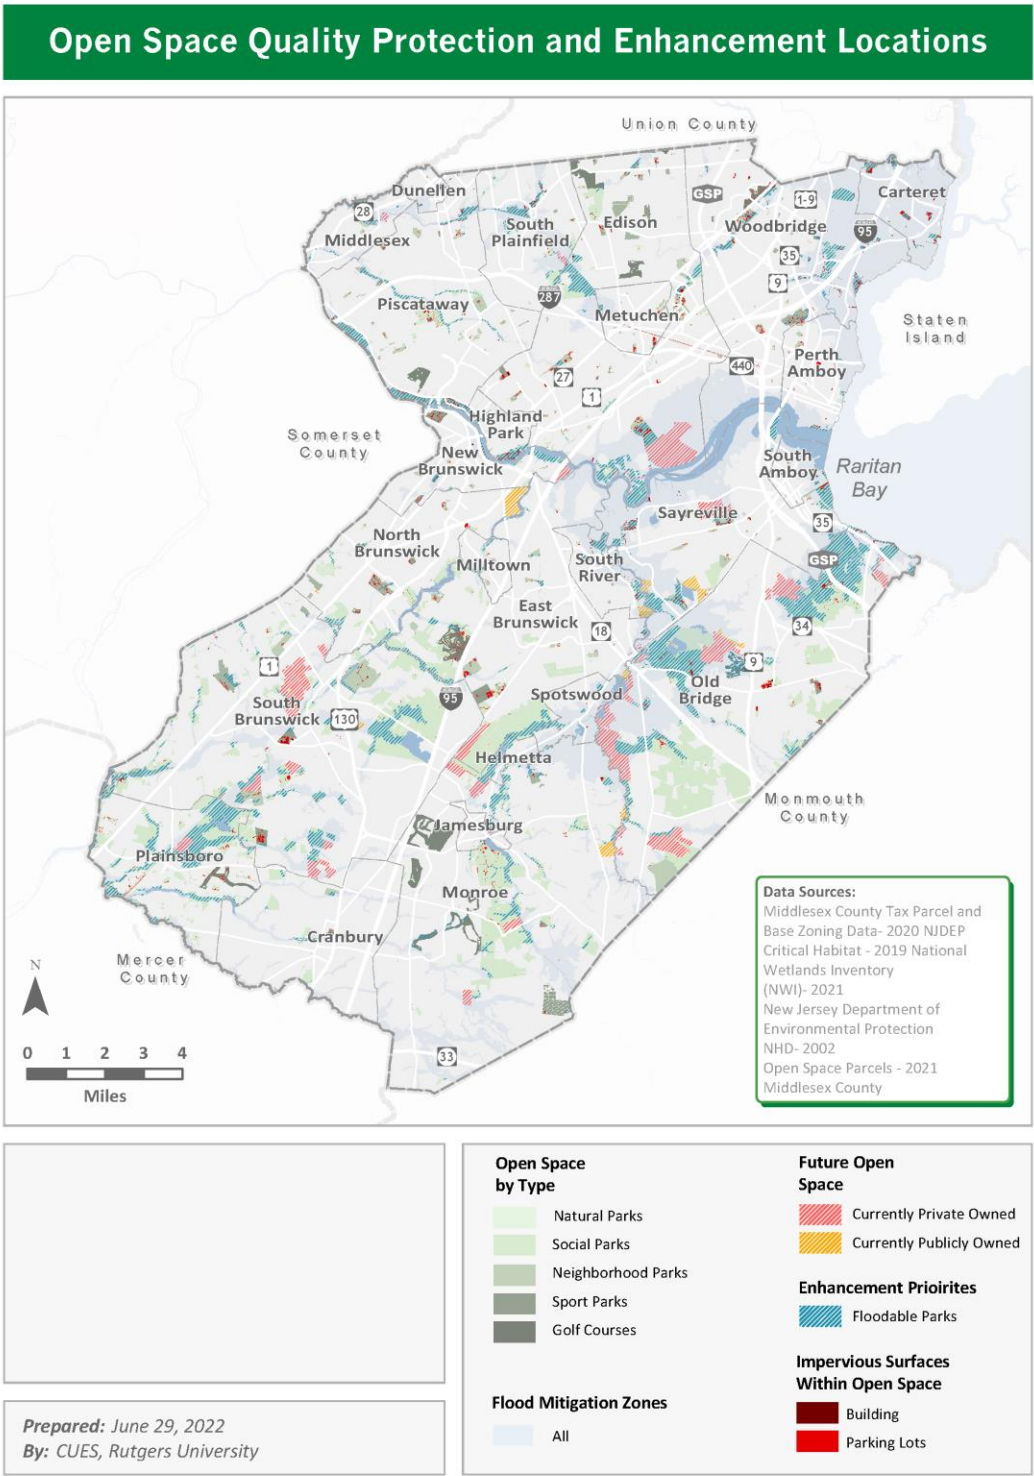 Open Space Quality Protection and Enhancement Locations
Union County
Dunellen
GSP
Carteret
28
1-9
South
Plainfield
Edison
Woodbridge
95
Middlesex
35
9
Piscataway
287
Metuchen
Staten
Island
Perth
Amboy
440
27
1
Highland
Park
Somerset
County
New
Brunswick
South
Amboy
Raritan
Bay
Sayreville
35
North
Brunswick
Milltown
South
River
GSP
East
Brunswick
18
34
1
9
95
Spotswood
Old
Bridge
South
Brunswick
130
Helmetta
Monmouth
County
Jamesburg
Plainsboro
Monroe
Cranbury
Mercer
County
33
N
0 1 2 3 4
Miles
Data Sources:
Middlesex County Tax Parcel and
Base Zoning Data- 2020 NJDEP
Critical Habitat - 2019 National
Wetlands Inventory
(NWI)- 2021
New Jersey Department of
Environmental Protection
NHD- 2002
Open Space Parcels - 2021
Middlesex County
Open Space
by Type
Natural Parks
Social Parks
Neighborhood Parks
Sport Parks
Golf Courses
Flood Mitigation Zones
All
Future Open
Space
Currently Private Owned
Currently Publicly Owned
Enhancement Prioirites
Floodable Parks
Impervious Surfaces
Within Open Space
Building
Parking Lots
Prepared: June 29, 2022
By: CUES, Rutgers University